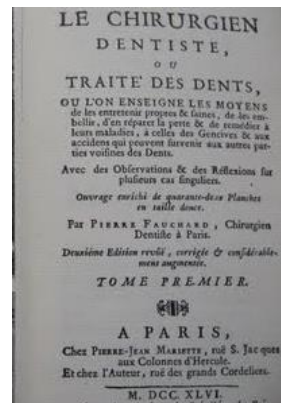 LE CHIRURGIEN
DENTISTE,
OU
TRAITE' DES DENTS,
OU L'ON ENSEIGNE LES MOYENS
de les entretenir propres & saines, de les em-
bellir, d'en réparer la perte & de remédier à
leurs maladies, à celles des Gencives & aux
accidens qui peuvent survenir aux autres par-
ties voisines des Dents.
Avec des Observations & des Réflexions sur
plusieurs cas singuliers.
Ouvrage enrichi de quarante-deux Planches
en taille douce.
Par PIERRE FAUCHARD, Chirurgien
Dentiste à Paris.
Deuxième Edition revûë, corrigée & considérable-
ment augmentée.
TOME PREMIER.
A PARIS,
Chez PIERRE-JEAN MARIETTE, ruë S. Jacques
aux Colonnes d'Hercule.
Et chez l'Auteur, ruë des grands Cordeliers.
M. DCC. XLVI.